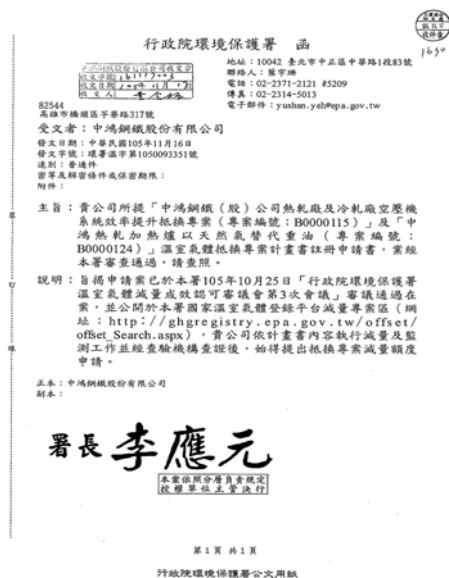 行政院環境保護署　函
地址：10042 臺北市中正區中華路1段83號
聯絡人：葉宇珊
電話：02-2371-2121 #5209
傳真：02-2314-5013
電子郵件：yushan.yeh@epa.gov.tw
1630
82544
高雄市橋頭區芋寮路317號
受文者：中鴻鋼鐵股份有限公司
發文日期：中華民國105年11月16日
發文字號：環署溫字第1050093351號
速別：普通件
密等及解密條件或保密期限：
附件：
主旨：貴公司所提「中鴻鋼鐵（股）公司熱軋廠及冷軋廠空壓機
系統效率提升抵換專案（專案編號：B0000115）」及「中
鴻熱軋加熱爐以天然氣替代重油（專案編號：
B0000124）」溫室氣體抵換專案計畫書註冊申請書，業經
本署審查通過，請查照。
說明：旨揭申請案已於本署105年10月25日「行政院環境保護署
溫室氣體減量成效認可審議會第3次會議」審議通過在
案，並公開於本署國家溫室氣體登錄平台減量專案區（網
址：http://ghgregistry.epa.gov.tw/offset/
offset_Search.aspx），貴公司依計畫書內容執行減量及監
測工作並經查驗機構查證後，始得提出抵換專案減量額度
申請。
正本：中鴻鋼鐵股份有限公司
副本：
署長 李應元
本案依照分層負責規定
授權單位主管決行
第1頁 共1頁
行政院環境保護署公文用紙